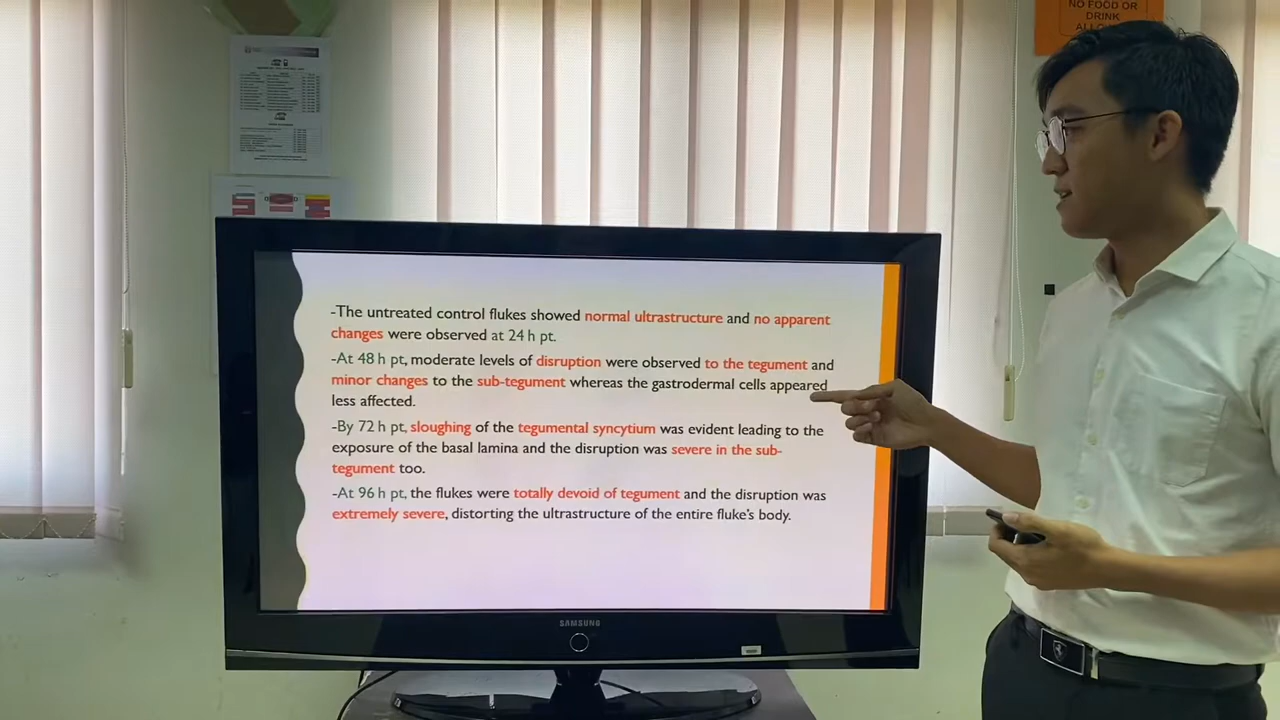 NO FOOD OR
DRINK
-The untreated control flukes showed normal ultrastructure and no apparent
changes were observed at 24 h pt.
-At 48 h pt, moderate levels of disruption were observed to the tegument and
minor changes to the sub-tegument whereas the gastrodermal cells appeared
less affected.
-By 72 h pt, sloughing of the tegumental syncytium was evident leading to the
exposure of the basal lamina and the disruption was severe in the sub-
tegument too.
-At 96 h pt, the flukes were totally devoid of tegument and the disruption was
extremely severe, distorting the ultrastructure of the entire fluke's body.
SAMSUNG